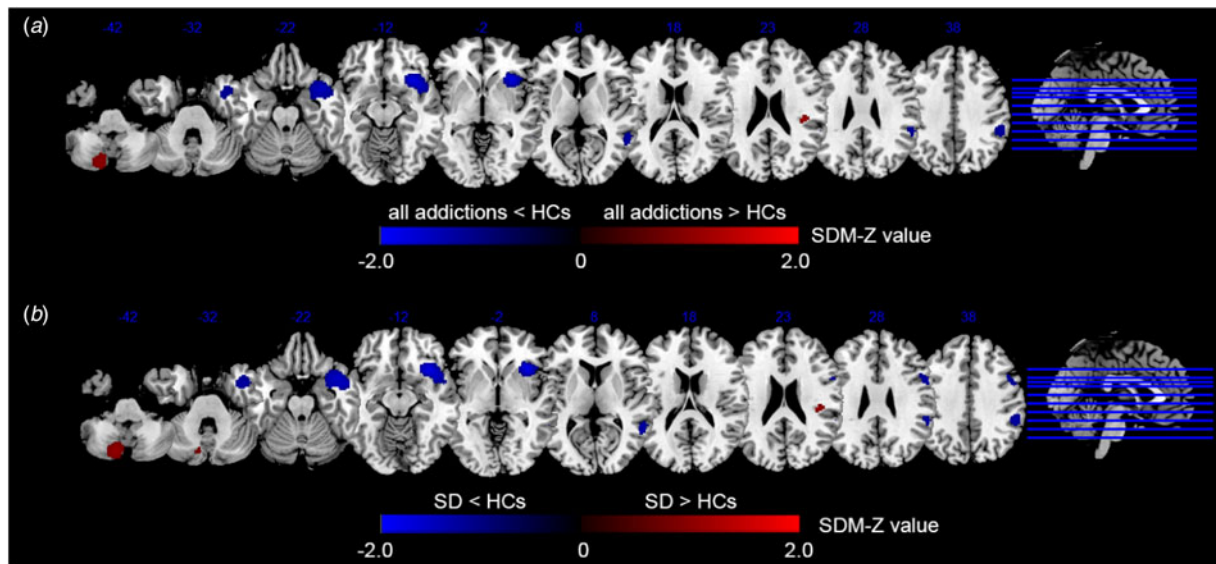 (a)
-42 -32 -22 -12 -2 8 18 23 28 38
all addictions < HCs all addictions > HCs
SDM-Z value
-2.0 0 2.0
(b)
-42 -32 -22 -12 -2 8 18 23 28 38
SD < HCs SD > HCs
SDM-Z value
-2.0 0 2.0